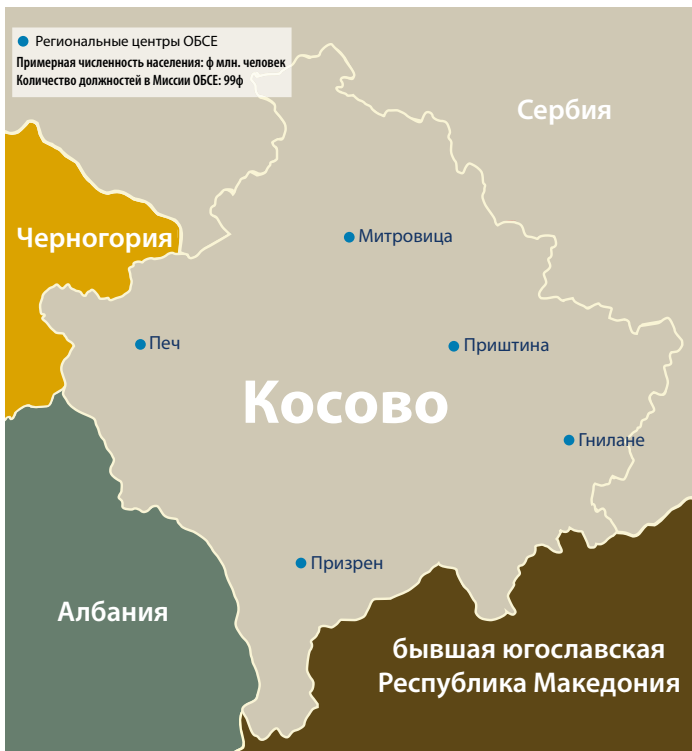 Региональные центры ОБСЕ
Примерная численность населения: ф млн. человек
Количество должностей в Миссии ОБСЕ: 99ф
Сербия
Черногория
Митровица
Печ
Приштина
Косово
Гнилане
Призрен
Албания
бывшая югославская
Республика Македония